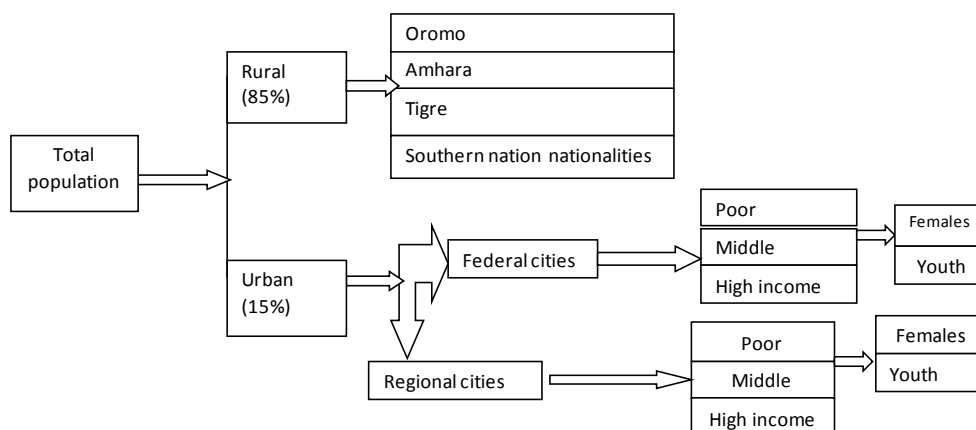 Total
population
Rural
(85%)
Oromo
Amhara
Tigre
Southern nation nationalities
Urban
(15%)
Federal cities
Poor
Middle
High income
Females
Youth
Regional cities
Poor
Middle
High income
Females
Youth